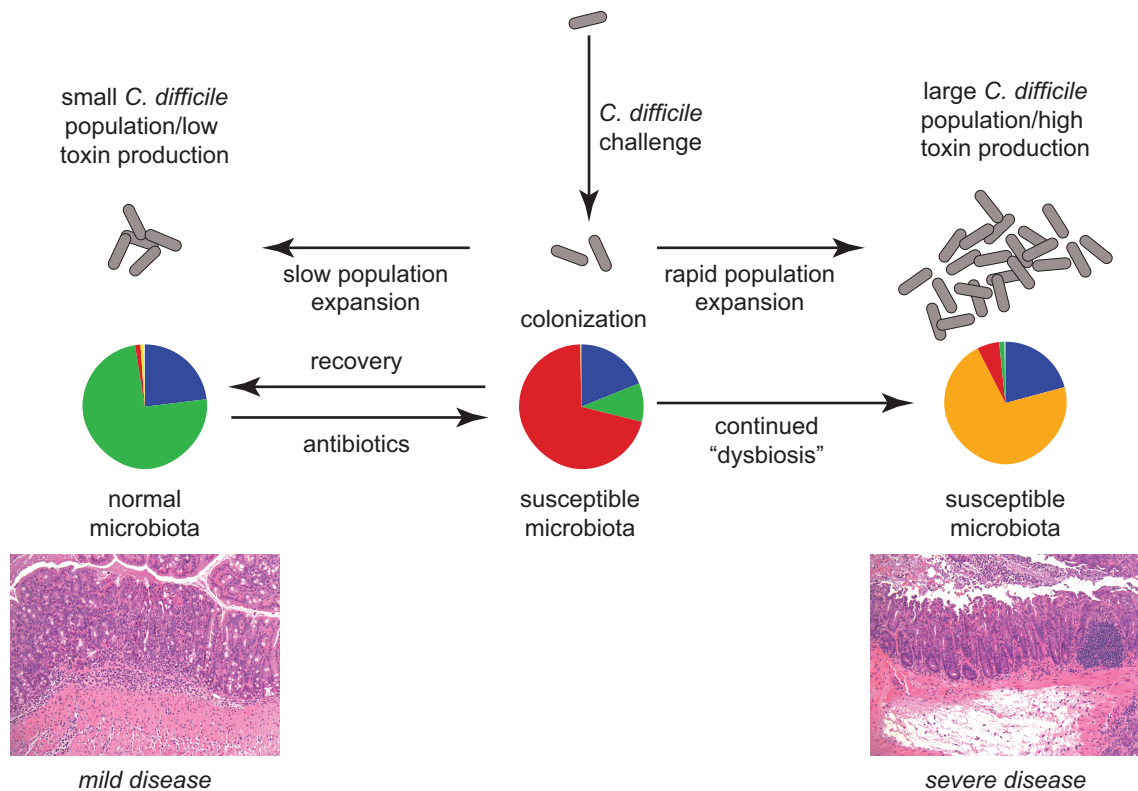 small C. difficile
population/low
toxin production
C. difficile
challenge
large C. difficile
population/high
toxin production
slow population
expansion
rapid population
expansion
colonization
recovery
antibiotics
continued
“dysbiosis”
normal
microbiota
susceptible
microbiota
susceptible
microbiota
mild disease
severe disease